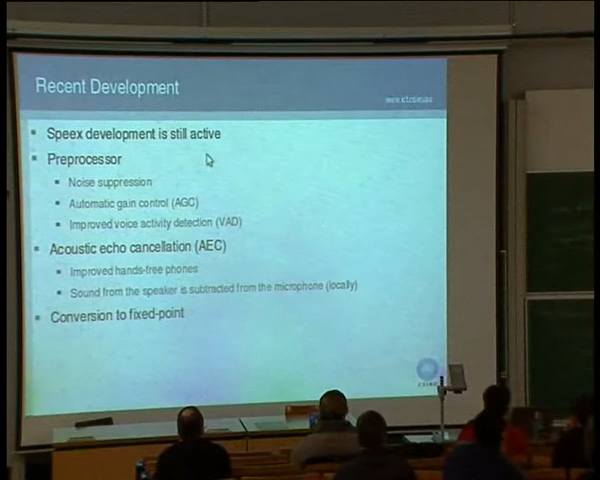 Recent Development
▪ Speex development is still active
▪ Preprocessor
▪ Noise suppression
▪ Automatic gain control (AGC)
▪ Improved voice activity detection (VAD)
▪ Acoustic echo cancellation (AEC)
▪ Improved hands-free phones
▪ Sound from the speaker is subtracted from the microphone (locally)
▪ Conversion to fixed-point
CSIRO